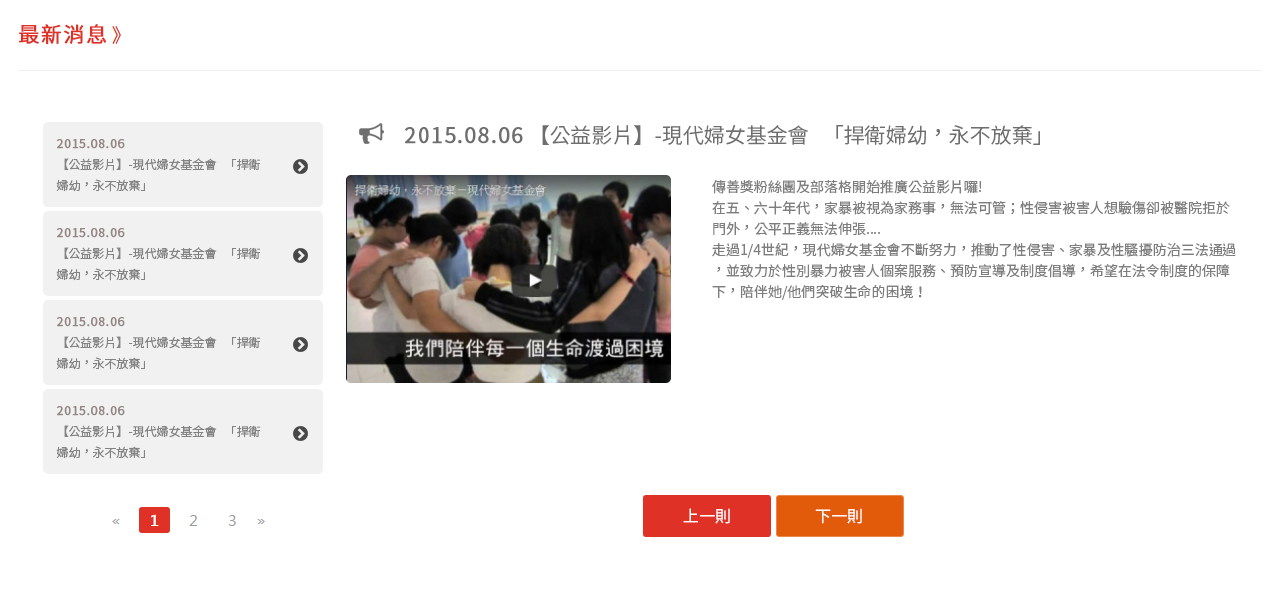 最新消息 》
2015.08.06
【公益影片】-現代婦女基金會 「捍衛
婦幼，永不放棄」
2015.08.06
【公益影片】-現代婦女基金會 「捍衛
婦幼，永不放棄」
2015.08.06
【公益影片】-現代婦女基金會 「捍衛
婦幼，永不放棄」
2015.08.06
【公益影片】-現代婦女基金會 「捍衛
婦幼，永不放棄」
« 1 2 3 »
2015.08.06 【公益影片】-現代婦女基金會 「捍衛婦幼，永不放棄」
捍衛婦幼．永不放棄－現代婦女基金會
我們陪伴每一個生命渡過困境
傳善獎粉絲團及部落格開始推廣公益影片囉!
在五、六十年代，家暴被視為家務事，無法可管；性侵害被害人想驗傷卻被醫院拒於
門外，公平正義無法伸張....
走過1/4世紀，現代婦女基金會不斷努力，推動了性侵害、家暴及性騷擾防治三法通過
，並致力於性別暴力被害人個案服務、預防宣導及制度倡導，希望在法令制度的保障
下，陪伴她/他們突破生命的困境！
上一則
下一則